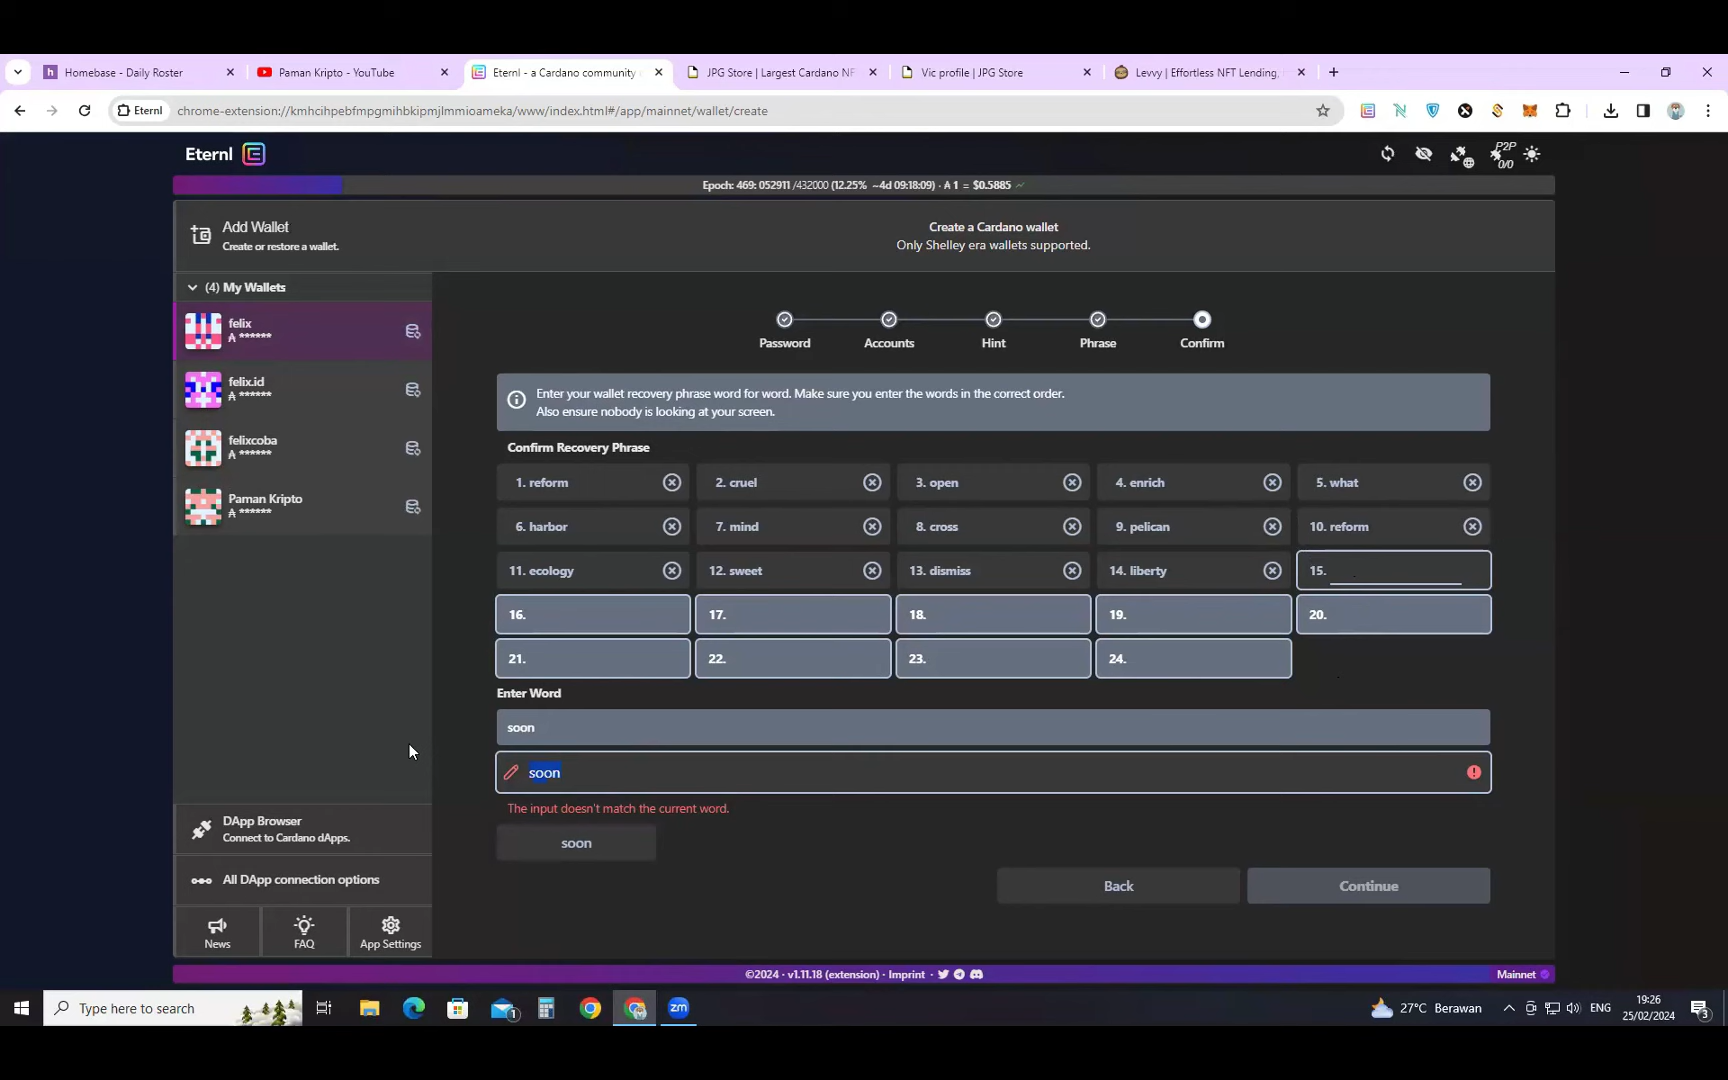 Homebase - Daily Roster
Paman Kripto - YouTube
Eternl - a Cardano community
JPG Store | Largest Cardano NF
Vic profile | JPG Store
Levvy | Effortless NFT Lending,
Eternl
chrome-extension://kmhcihpebfmpgmihbkipmjlmmioameka/www/index.html#/app/mainnet/wallet/create
Eternl
P2P
0/0
Epoch: 469: 052911 /432000 (12.25% ~4d 09:18:09) · ₳ 1 = $0.5885
Add Wallet
Create or restore a wallet.
Create a Cardano wallet
Only Shelley era wallets supported.
(4) My Wallets
felix
₳ ******
felix.id
₳ ******
felixcoba
₳ ******
Paman Kripto
₳ ******
Password
Accounts
Hint
Phrase
Confirm
Enter your wallet recovery phrase word for word. Make sure you enter the words in the correct order.
Also ensure nobody is looking at your screen.
Confirm Recovery Phrase
1. reform
2. cruel
3. open
4. enrich
5. what
6. harbor
7. mind
8. cross
9. pelican
10. reform
11. ecology
12. sweet
13. dismiss
14. liberty
15.
16.
17.
18.
19.
20.
21.
22.
23.
24.
Enter Word
soon
soon
The input doesn't match the current word.
soon
Back
Continue
DApp Browser
Connect to Cardano dApps.
All DApp connection options
News
FAQ
App Settings
©2024 · v1.11.18 (extension) · Imprint ·
Mainnet
Type here to search
1
27°C Berawan
ENG
19:26
25/02/2024
3